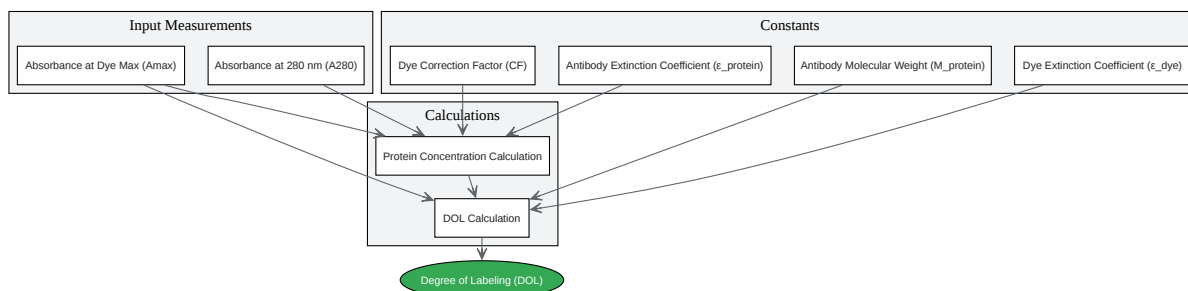 Input Measurements
Constants
Absorbance at Dye Max (Amax)
Absorbance at 280 nm (A280)
Dye Correction Factor (CF)
Antibody Extinction Coefficient (ε_protein)
Antibody Molecular Weight (M_protein)
Dye Extinction Coefficient (ε_dye)
Calculations
Protein Concentration Calculation
DOL Calculation
Degree of Labeling (DOL)